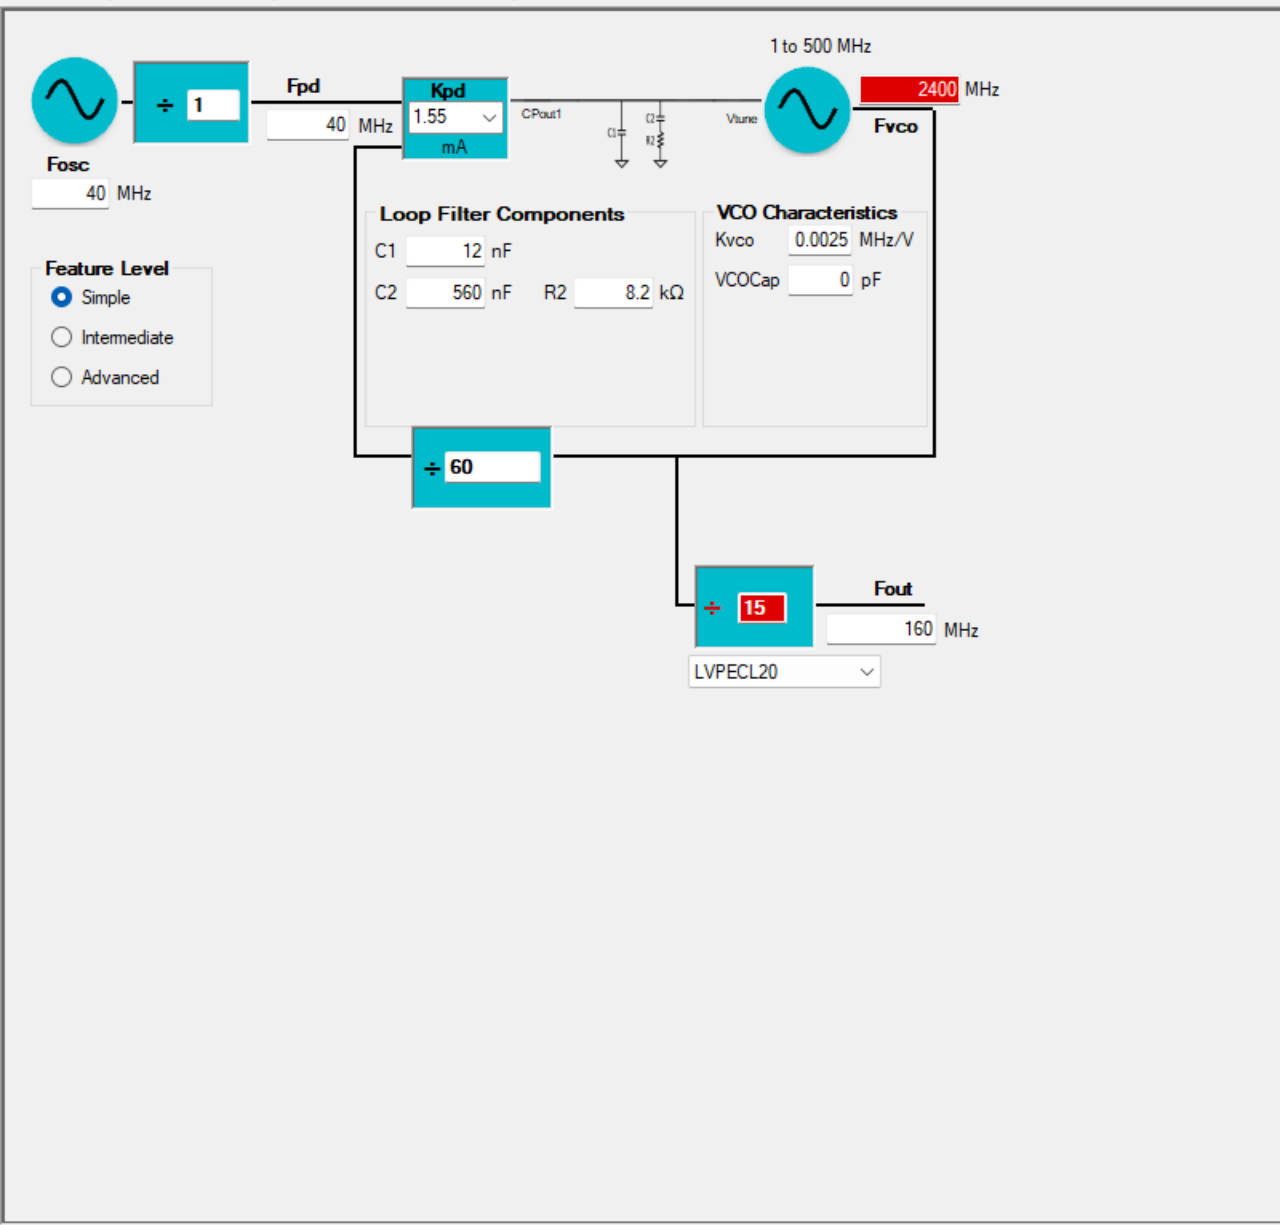 1 to 500 MHz
÷ 1
Fpd
40 MHz
Kpd
1.55
mA
CPout1
C1
C2
R2
Vtune
2400 MHz
Fvco
Fosc
40 MHz
Loop Filter Components
C1 12 nF
C2 560 nF R2 8.2 kΩ
VCO Characteristics
Kvco 0.0025 MHz/V
VCOCap 0 pF
Feature Level
Simple
Intermediate
Advanced
÷ 60
÷ 15
Fout
160 MHz
LVPECL20